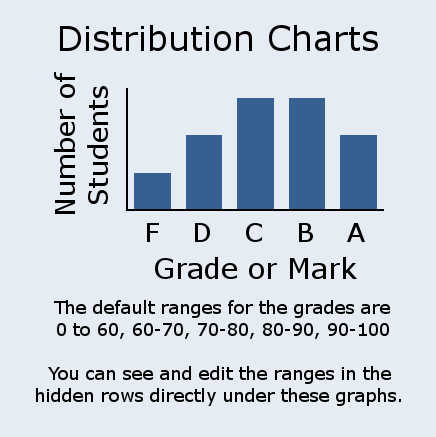 Distribution Charts
Number of
Students
F D C B A
Grade or Mark
The default ranges for the grades are
0 to 60, 60-70, 70-80, 80-90, 90-100
You can see and edit the ranges in the
hidden rows directly under these graphs.